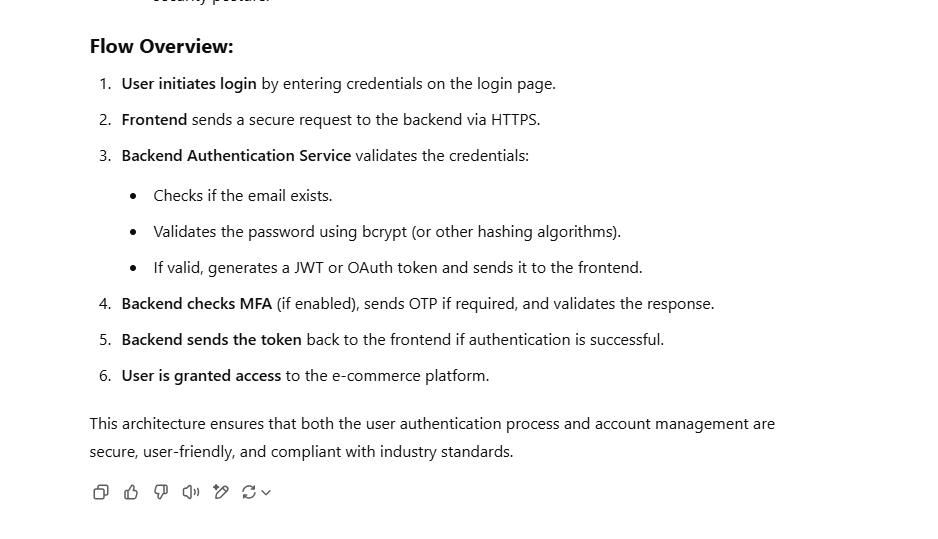 security posture.
Flow Overview:
1. User initiates login by entering credentials on the login page.
2. Frontend sends a secure request to the backend via HTTPS.
3. Backend Authentication Service validates the credentials:
• Checks if the email exists.
• Validates the password using bcrypt (or other hashing algorithms).
• If valid, generates a JWT or OAuth token and sends it to the frontend.
4. Backend checks MFA (if enabled), sends OTP if required, and validates the response.
5. Backend sends the token back to the frontend if authentication is successful.
6. User is granted access to the e-commerce platform.
This architecture ensures that both the user authentication process and account management are
secure, user-friendly, and compliant with industry standards.